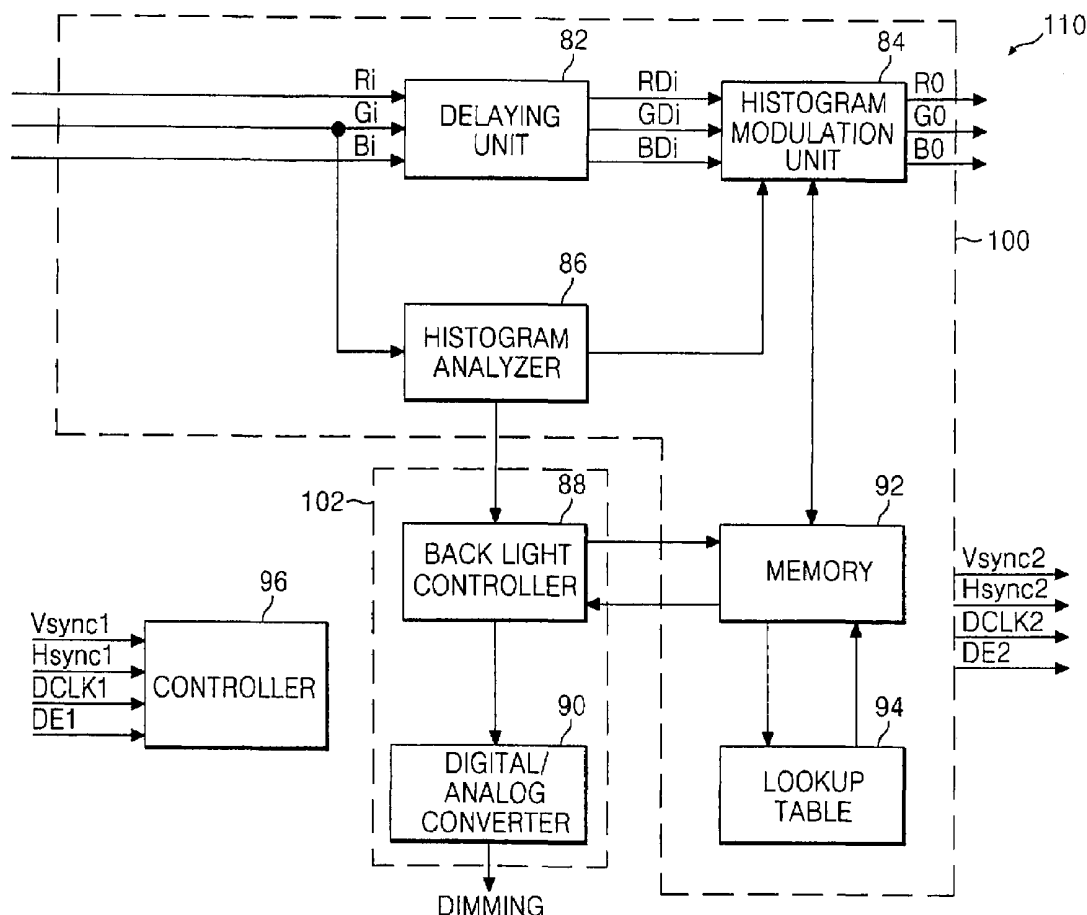 110
82
84
Ri
Gi
Bi
DELAYING
UNIT
RDi
GDi
BDi
HISTOGRAM
MODULATION
UNIT
R0
G0
B0
100
86
HISTOGRAM
ANALYZER
102
88
BACK LIGHT
CONTROLLER
92
MEMORY
Vsync2
Hsync2
DCLK2
DE2
96
Vsync1
Hsync1
DCLK1
DE1
CONTROLLER
90
DIGITAL/
ANALOG
CONVERTER
94
LOOKUP
TABLE
DIMMING